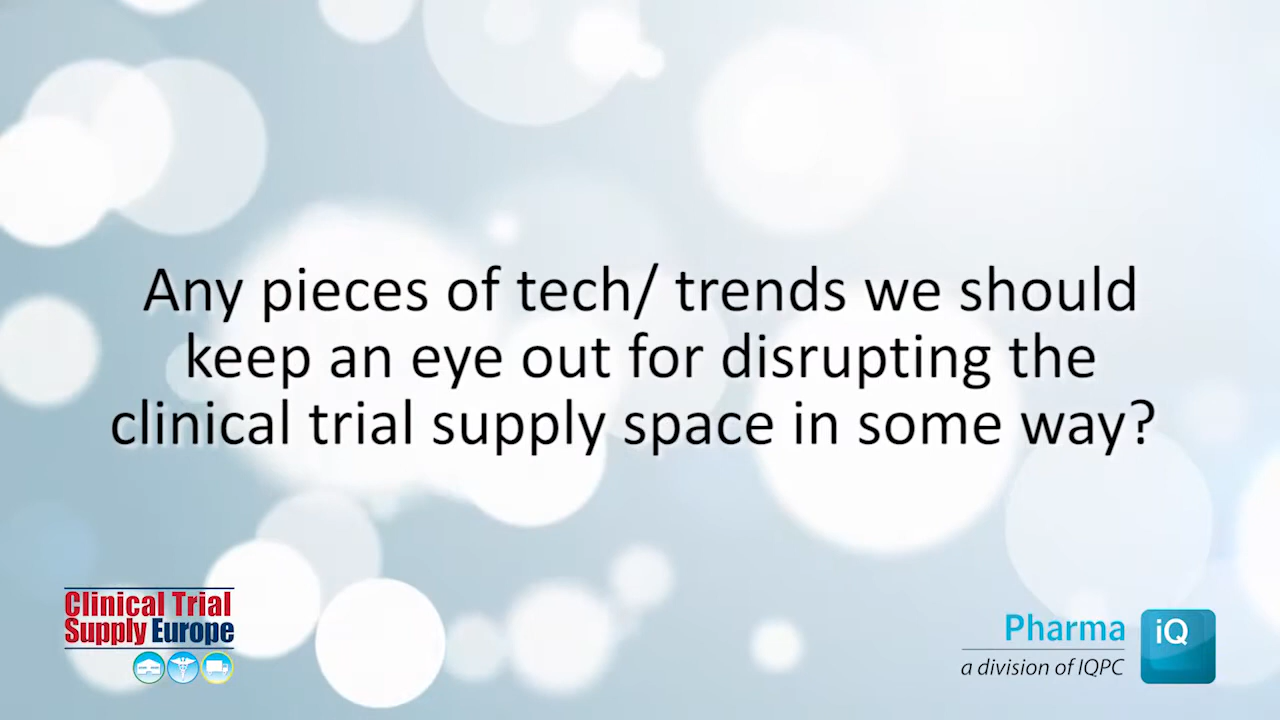 Any pieces of tech/ trends we should
keep an eye out for disrupting the
clinical trial supply space in some way?
Clinical Trial
Supply Europe
Pharma
iQ
a division of IQPC